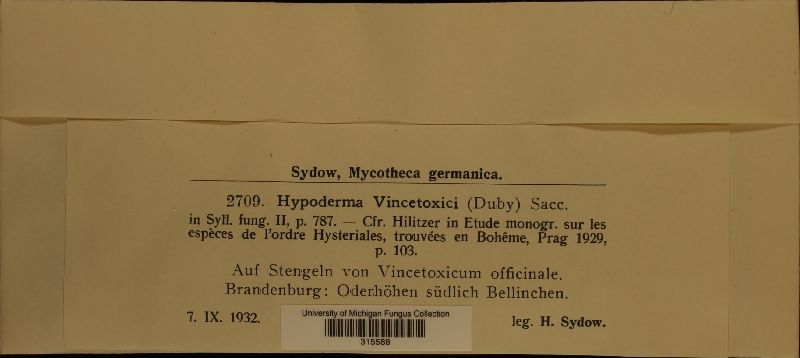 Sydow, Mycotheca germanica.
2709. Hypoderma Vincetoxici (Duby) Sacc.
in Syll. fung. II, p. 787. — Cfr. Hilitzer in Etude monogr. sur les
espèces de l'ordre Hysteriales, trouvées en Bohême, Prag 1929,
p. 103.
Auf Stengeln von Vincetoxicum officinale.
Brandenburg: Oderhöhen südlich Bellinchen.
7. IX. 1932. leg. H. Sydow.
University of Michigan Fungus Collection
315588